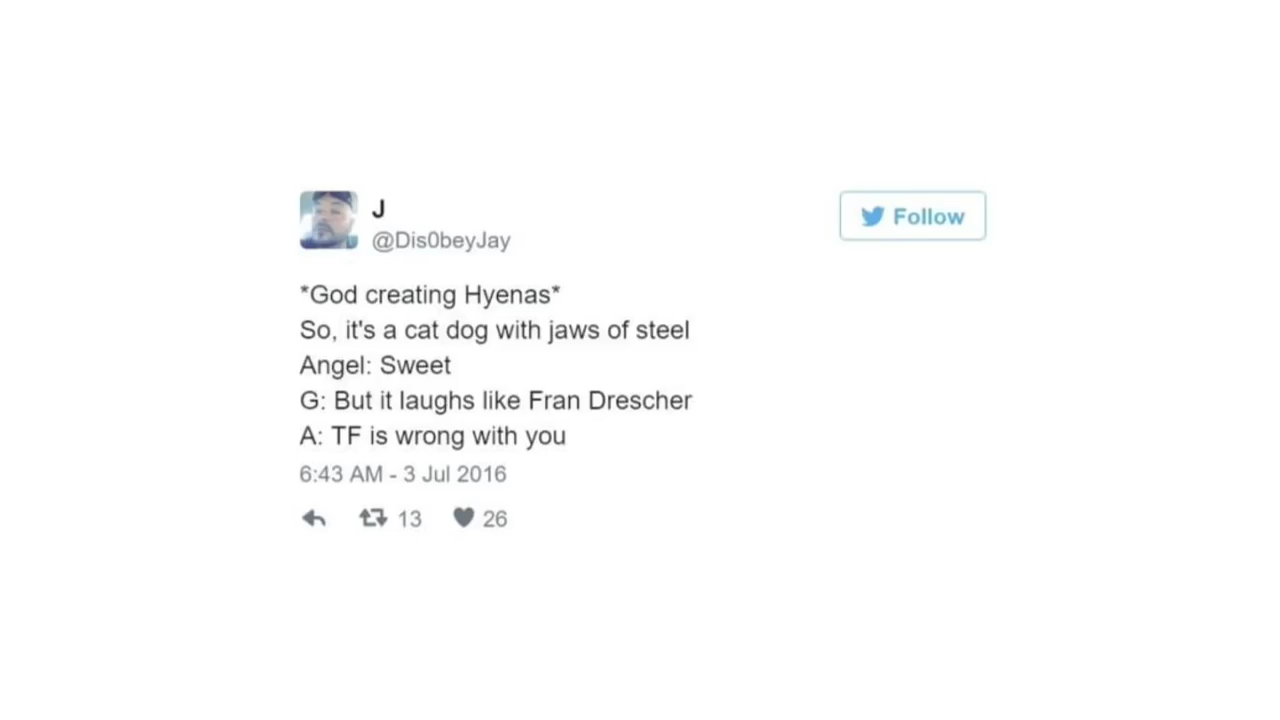 J
@Dis0beyJay
Follow
*God creating Hyenas*
So, it's a cat dog with jaws of steel
Angel: Sweet
G: But it laughs like Fran Drescher
A: TF is wrong with you
6:43 AM - 3 Jul 2016
13 26